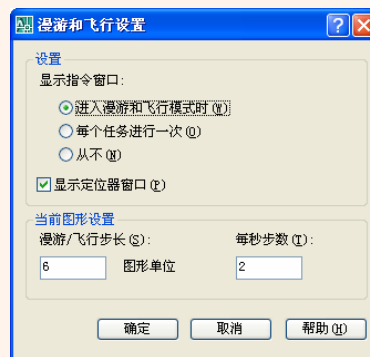 漫游和飞行设置
设置
显示指令窗口:
进入漫游和飞行模式时(W)
每个任务进行一次(O)
从不(N)
显示定位器窗口(P)
当前图形设置
漫游/飞行步长(S): 每秒步数(T):
6 图形单位 2
确定 取消 帮助(H)